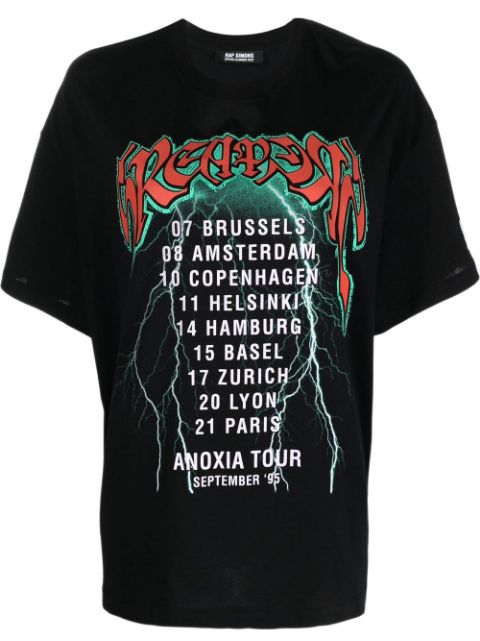 RAF SIMONS
REAPER
07 BRUSSELS
08 AMSTERDAM
10 COPENHAGEN
11 HELSINKI
14 HAMBURG
15 BASEL
17 ZURICH
20 LYON
21 PARIS
ANOXIA TOUR
SEPTEMBER '95